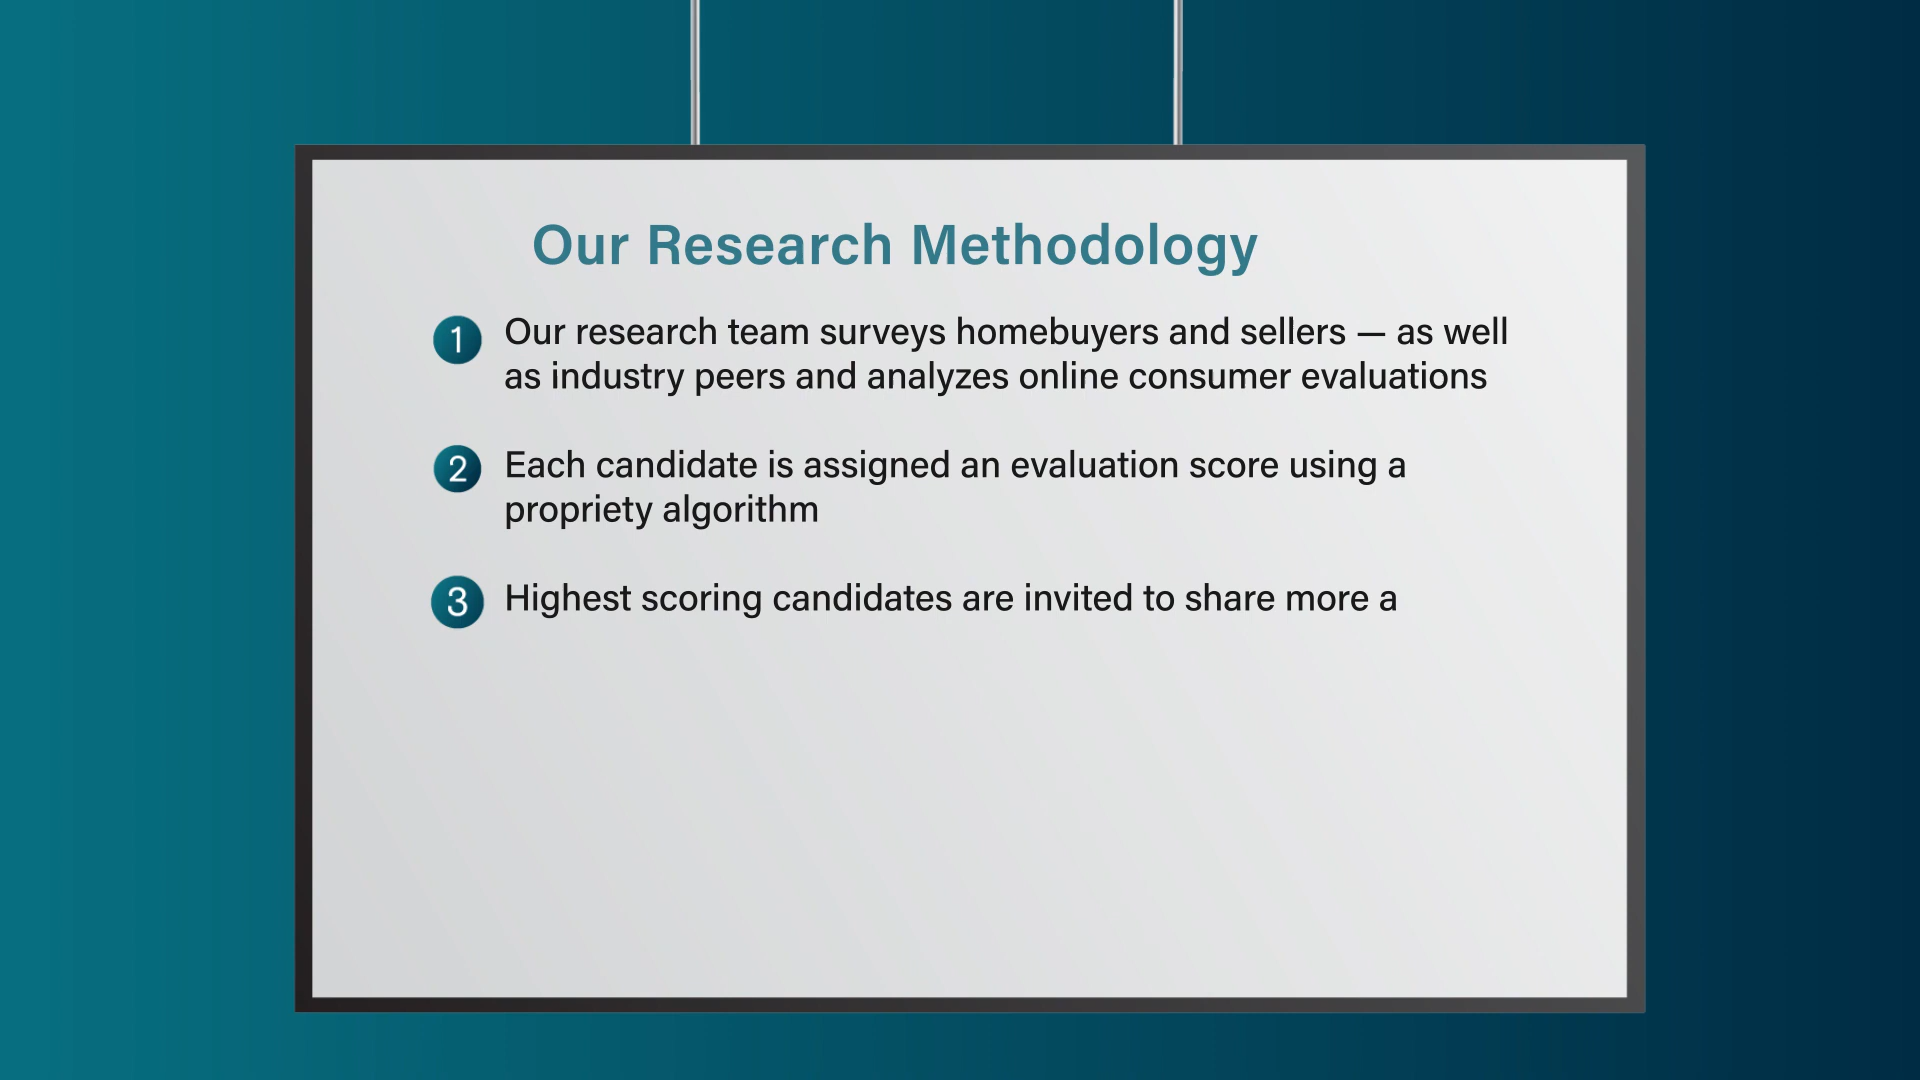 Our Research Methodology
1 Our research team surveys homebuyers and sellers — as well
as industry peers and analyzes online consumer evaluations
2 Each candidate is assigned an evaluation score using a
propriety algorithm
3 Highest scoring candidates are invited to share more a